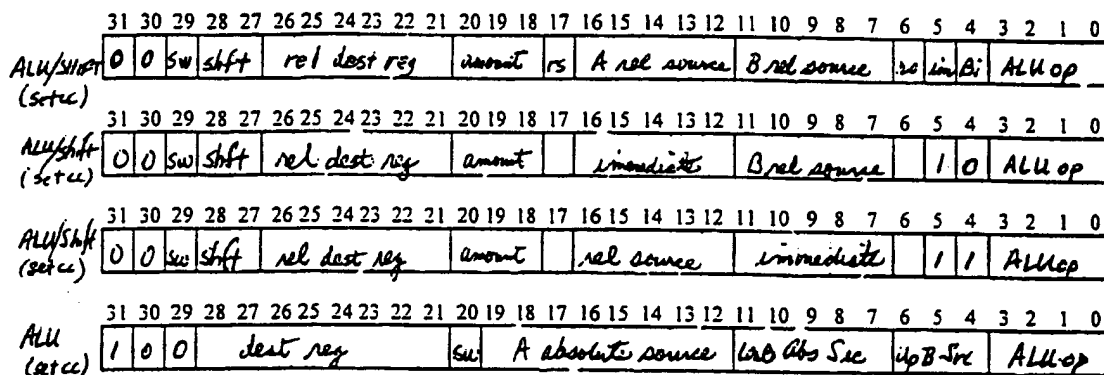 31 30 29 28 27 26 25 24 23 22 21 20 19 18 17 16 15 14 13 12 11 10 9 8 7 6 5 4 3 2 1 0
ALU/SHIFT 0 0 sw shft rel dest reg amount rs A rel source B rel source im Bi ALU op
(setcc)
31 30 29 28 27 26 25 24 23 22 21 20 19 18 17 16 15 14 13 12 11 10 9 8 7 6 5 4 3 2 1 0
ALU/shft 0 0 sw shft rel dest reg amount immediate B rel source 1 0 ALU op
(setcc)
31 30 29 28 27 26 25 24 23 22 21 20 19 18 17 16 15 14 13 12 11 10 9 8 7 6 5 4 3 2 1 0
ALU/Shft 0 0 sw shft rel dest reg amount rel source immediate 1 1 ALUop
(setcc)
31 30 29 28 27 26 25 24 23 22 21 20 19 18 17 16 15 14 13 12 11 10 9 8 7 6 5 4 3 2 1 0
ALU 1 0 0 dest reg sw A absolute source B Abs Src B-Src ALU-op
(setcc)